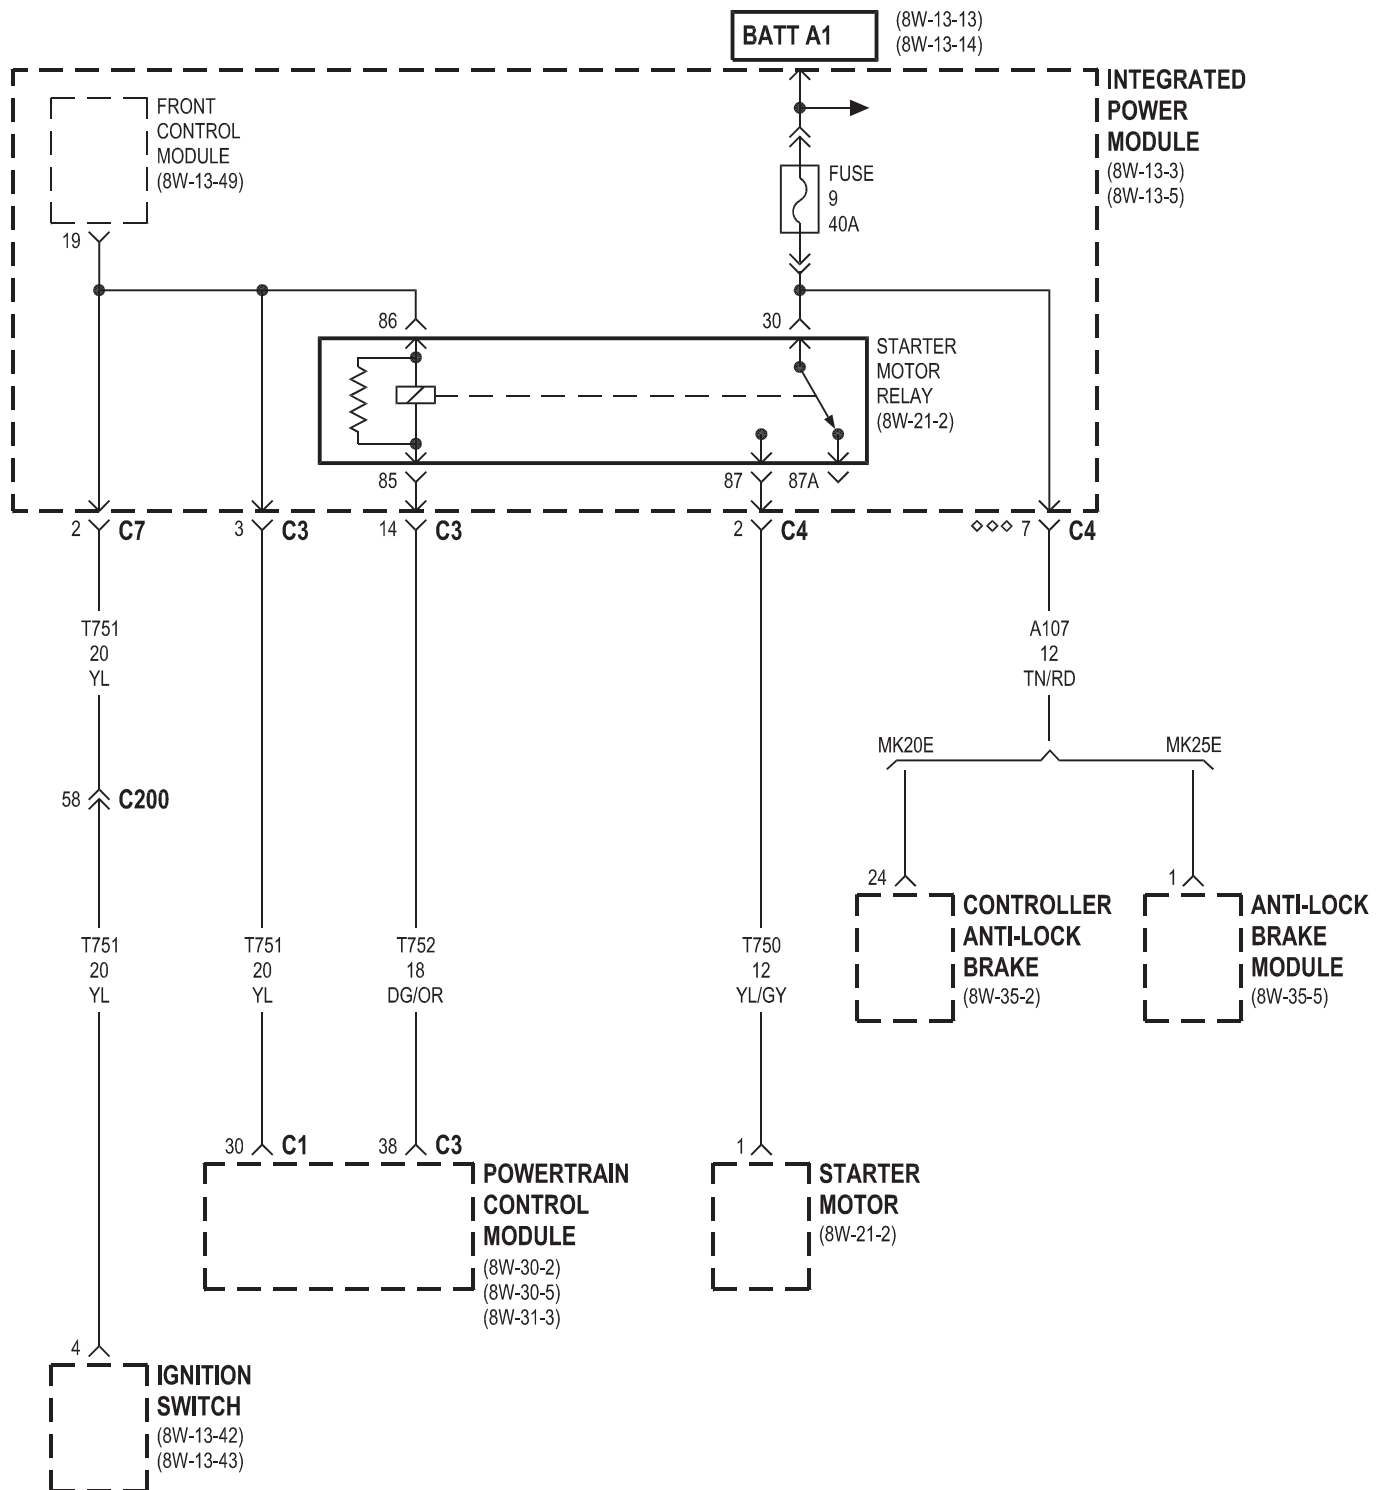 BATT A1
(8W-13-13)
(8W-13-14)
INTEGRATED
POWER
MODULE
(8W-13-3)
(8W-13-5)
FRONT
CONTROL
MODULE
(8W-13-49)
19
FUSE
9
40A
86
30
STARTER
MOTOR
RELAY
(8W-21-2)
85
87
87A
2
C7
3
C3
14
C3
2
C4
7
C4
T751
20
YL
A107
12
TN/RD
MK20E
MK25E
58
C200
24
CONTROLLER
ANTI-LOCK
BRAKE
(8W-35-2)
1
ANTI-LOCK
BRAKE
MODULE
(8W-35-5)
T751
20
YL
T751
20
YL
T752
18
DG/OR
T750
12
YL/GY
30
C1
38
C3
POWERTRAIN
CONTROL
MODULE
(8W-30-2)
(8W-30-5)
(8W-31-3)
1
STARTER
MOTOR
(8W-21-2)
4
IGNITION
SWITCH
(8W-13-42)
(8W-13-43)